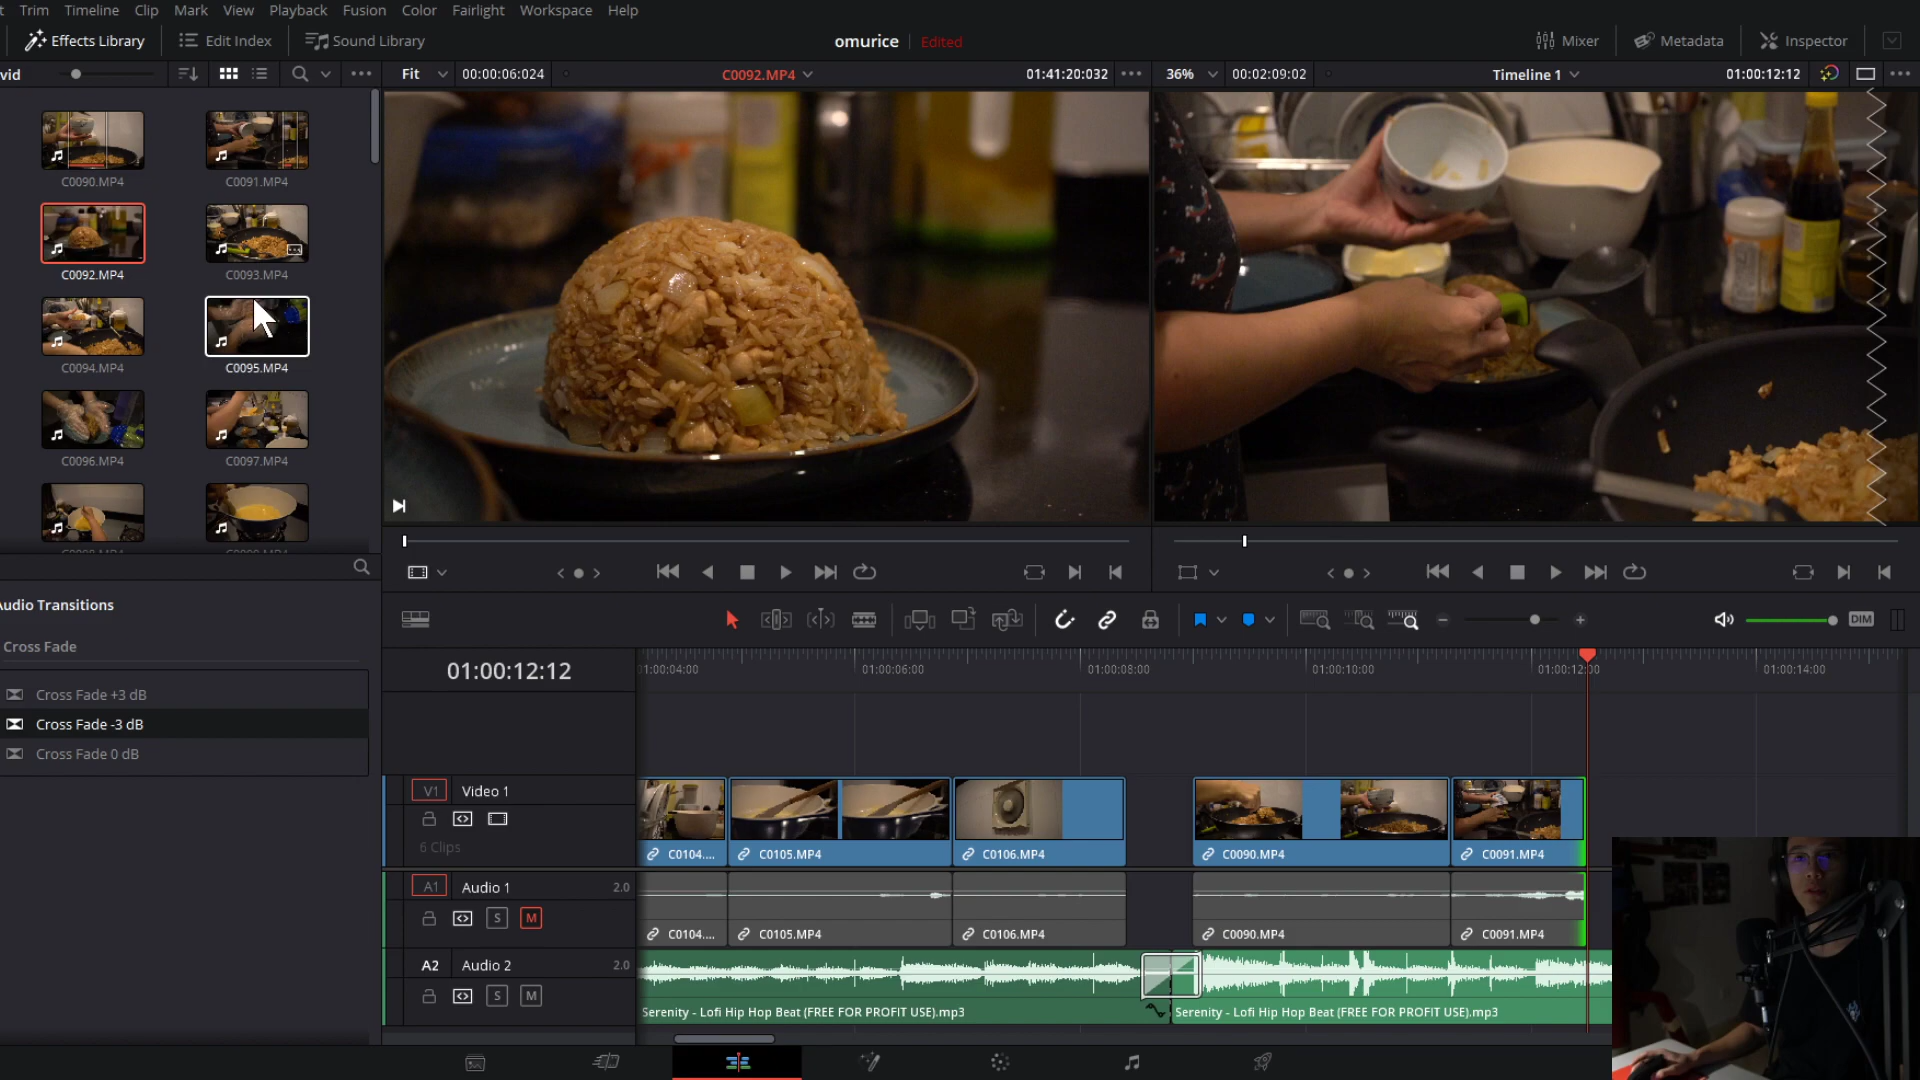 t Trim Timeline Clip Mark View Playback Fusion Color Fairlight Workspace Help
Effects Library Edit Index Sound Library omurice Edited Mixer Metadata Inspector
vid Fit 00:00:06:024 C0092.MP4 01:41:20:032 36% 00:02:09:02 Timeline 1 01:00:12:12
C0090.MP4 C0091.MP4
C0092.MP4 C0093.MP4
C0094.MP4 C0095.MP4
C0096.MP4 C0097.MP4
Audio Transitions
Cross Fade
Cross Fade +3 dB
Cross Fade -3 dB
Cross Fade 0 dB
DIM
01:00:12:12 01:00:04:00 01:00:06:00 01:00:08:00 01:00:10:00 01:00:12:00 01:00:14:00
V1 Video 1
6 Clips
C0104.... C0105.MP4 C0106.MP4 C0090.MP4 C0091.MP4
A1 Audio 1 2.0
S M
C0104.... C0105.MP4 C0106.MP4 C0090.MP4 C0091.MP4
A2 Audio 2 2.0
S M
Serenity - Lofi Hip Hop Beat (FREE FOR PROFIT USE).mp3 Serenity - Lofi Hip Hop Beat (FREE FOR PROFIT USE).mp3